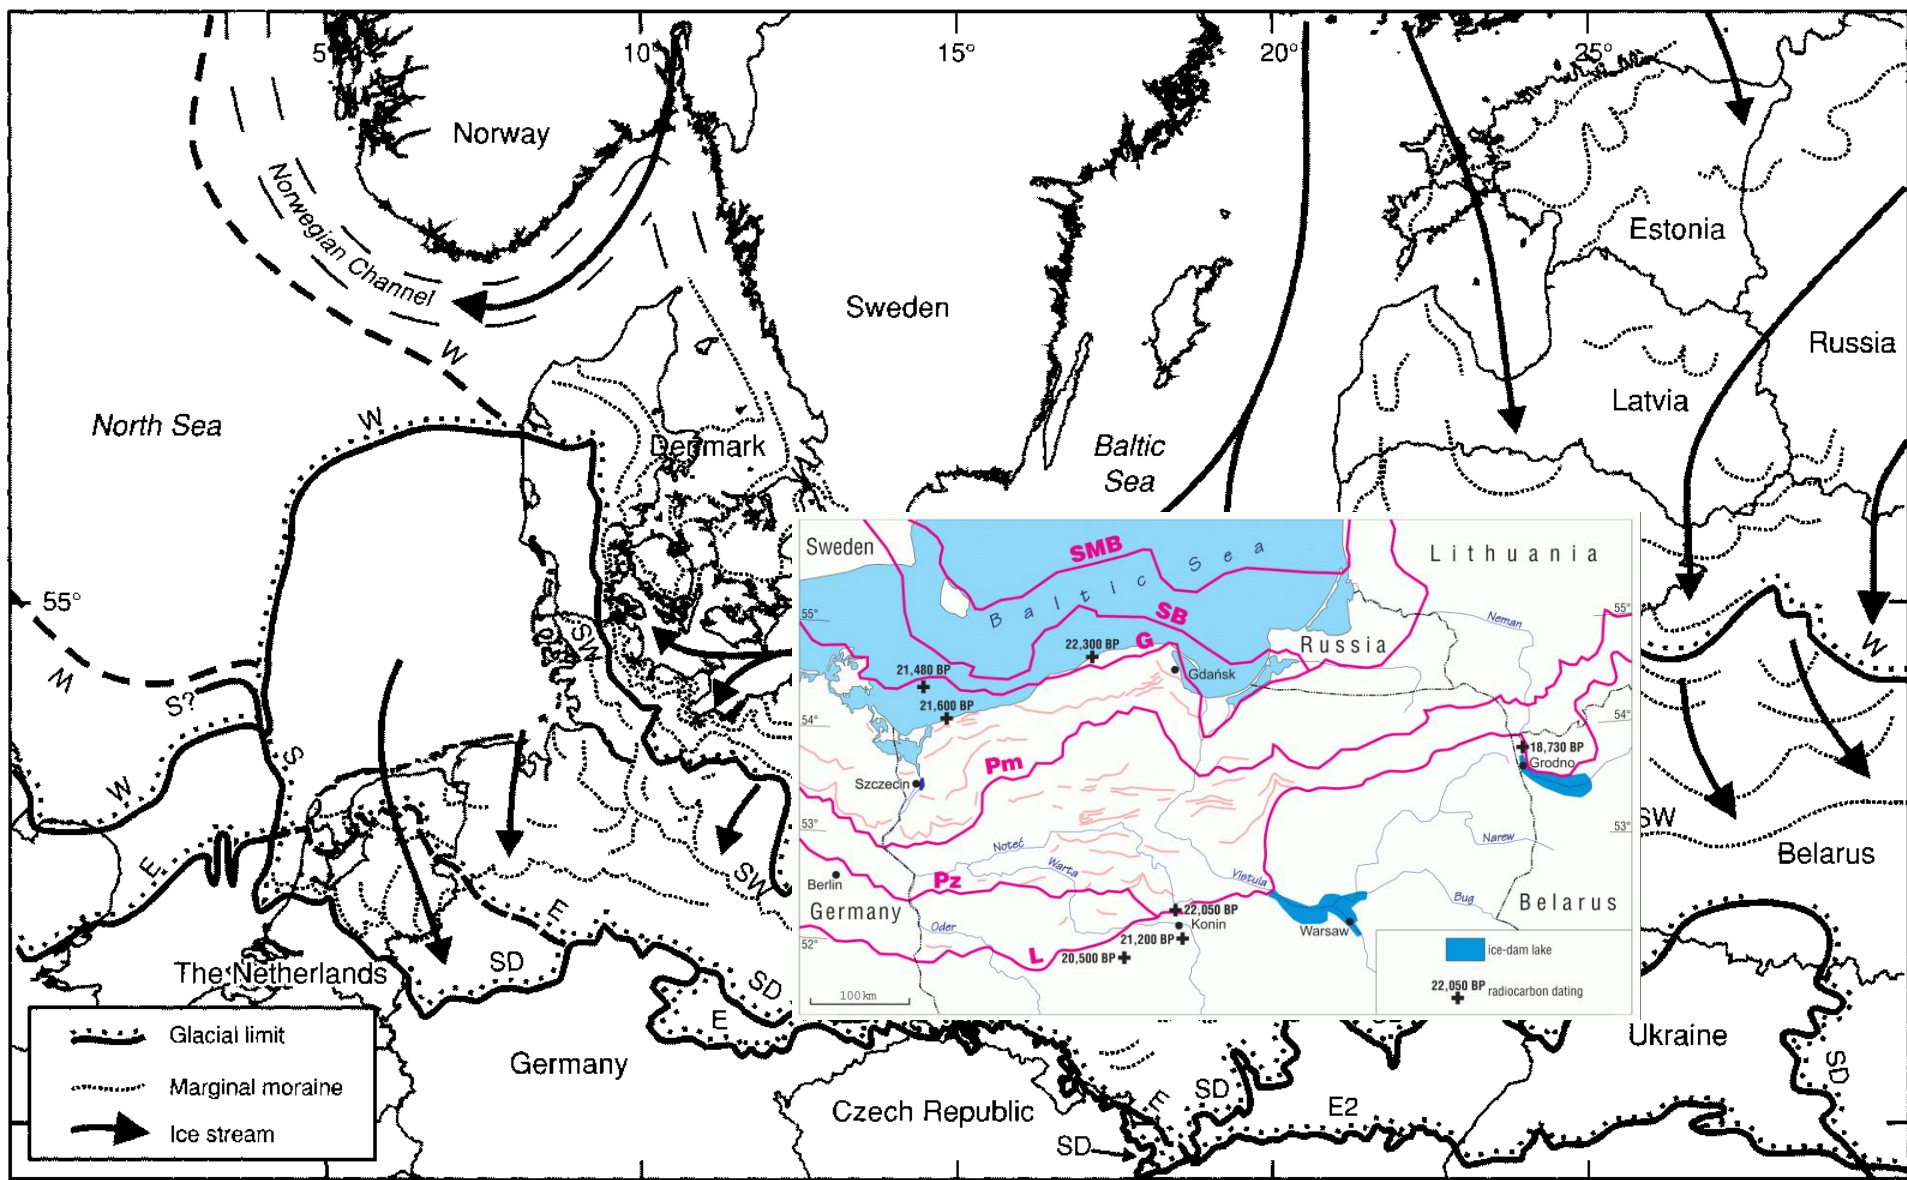 5°
10°
15°
20°
25°
Norway
Norwegian Channel
Sweden
Estonia
Russia
Latvia
North Sea
W
W
Denmark
Baltic
Sea
55°
W
S?
W
S
E
SW
SW
E
The Netherlands
SD
SD
E
Germany
Czech Republic
SD
E
SD
E2
Ukraine
SD
W
SW
Belarus
Glacial limit
Marginal moraine
Ice stream
Sweden
SMB
Baltic Sea
Lithuania
55°
SB
Neman
55°
G
Russia
22,300 BP
Gdańsk
21,480 BP
21,600 BP
54°
54°
Pm
18,730 BP
Grodno
Szczecin
53°
53°
Noteć
Narew
Warta
Vistula
Berlin
Pz
Bug
Germany
22,050 BP
Konin
Belarus
Oder
Warsaw
52°
21,200 BP
L
20,500 BP
ice-dam lake
22,050 BP
radiocarbon dating
100 km